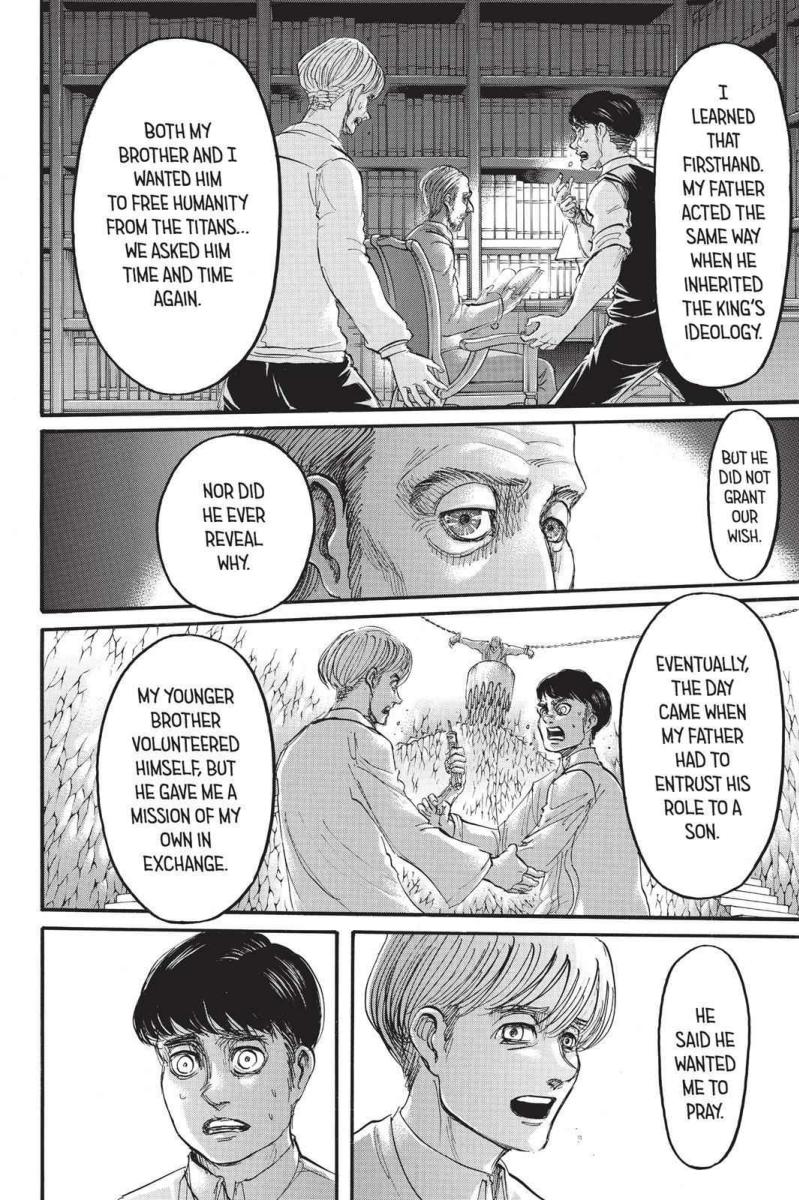 I
LEARNED
THAT
FIRSTHAND.
MY FATHER
ACTED THE
SAME WAY
WHEN HE
INHERITED
THE KING'S
IDEOLOGY.
BOTH MY
BROTHER AND I
WANTED HIM
TO FREE HUMANITY
FROM THE TITANS...
WE ASKED HIM
TIME AND TIME
AGAIN.
BUT HE
DID NOT
GRANT
OUR
WISH.
NOR DID
HE EVER
REVEAL
WHY.
EVENTUALLY,
THE DAY
CAME WHEN
MY FATHER
HAD TO
ENTRUST HIS
ROLE TO A
SON.
MY YOUNGER
BROTHER
VOLUNTEERED
HIMSELF, BUT
HE GAVE ME A
MISSION OF MY
OWN IN
EXCHANGE.
HE
SAID HE
WANTED
ME TO
PRAY.